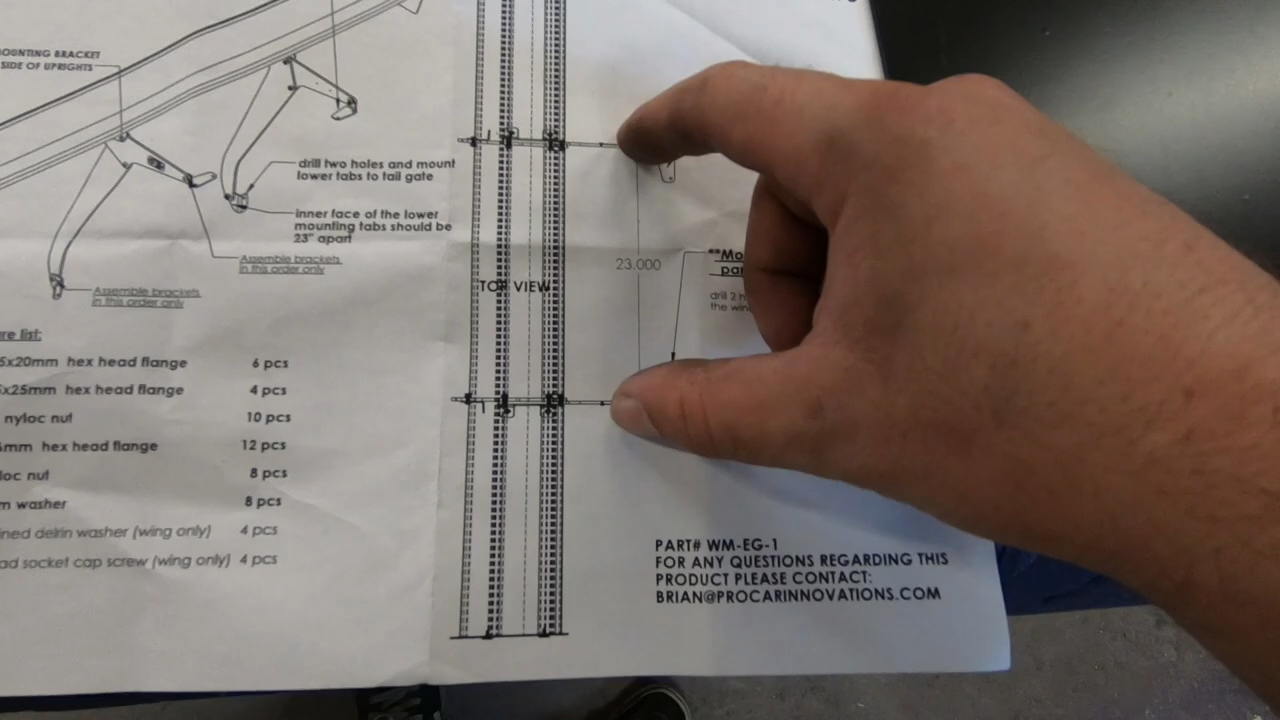 OUNTING BRACKET
SIDE OF UPRIGHTS
drill two holes and mount
lower tabs to tail gate
inner face of the lower
mounting tabs should be
23" apart
Assemble brackets
in this order only
Assemble brackets
in this order only
re list:
5x20mm hex head flange 6 pcs
x25mm hex head flange 4 pcs
nyloc nut 10 pcs
mm hex head flange 12 pcs
loc nut 8 pcs
m washer 8 pcs
ined delrin washer (wing only) 4 pcs
ad socket cap screw (wing only) 4 pcs
TOP VIEW
23.000
**Mo
pa
drill 2 h
the win
PART# WM-EG-1
FOR ANY QUESTIONS REGARDING THIS
PRODUCT PLEASE CONTACT:
BRIAN@PROCARINNOVATIONS.COM